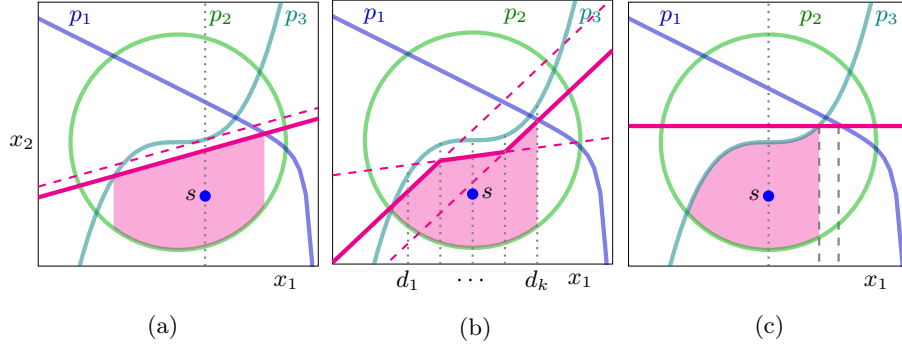 p₁ p₂ p₃
x₂
s
x₁
(a)
p₁ p₂ p₃
s
d₁ ⋯ dₖ x₁
(b)
p₁ p₂ p₃
s
x₁
(c)